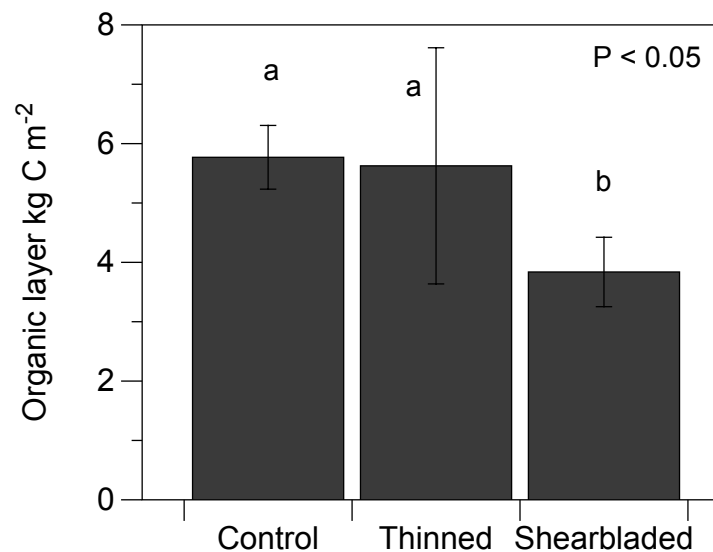 8
6
4
2
0
Organic layer kg C m⁻²
a
a
b
P < 0.05
Control
Thinned
Shearbladed